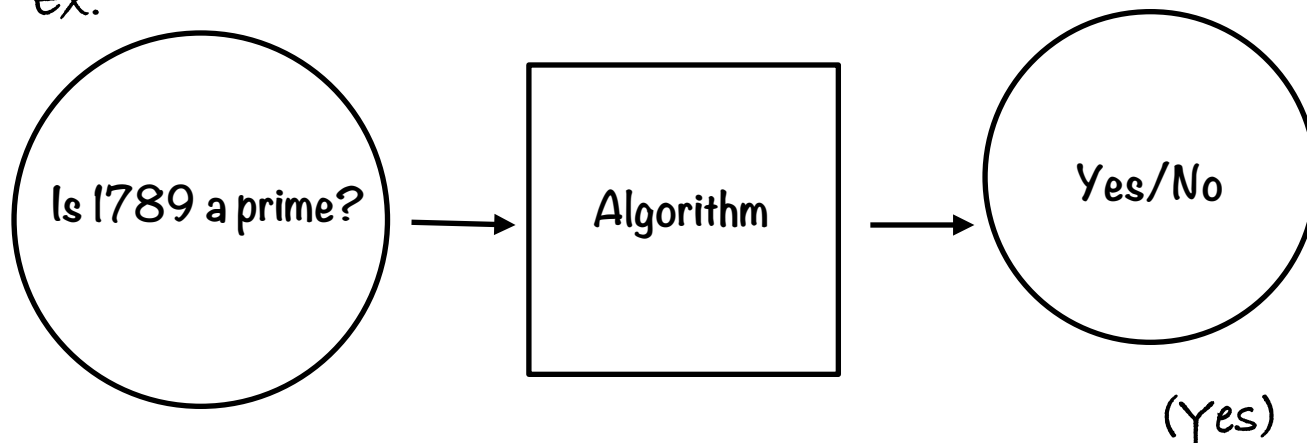 ex.
Is 1789 a prime?
Algorithm
Yes/No
(Yes)